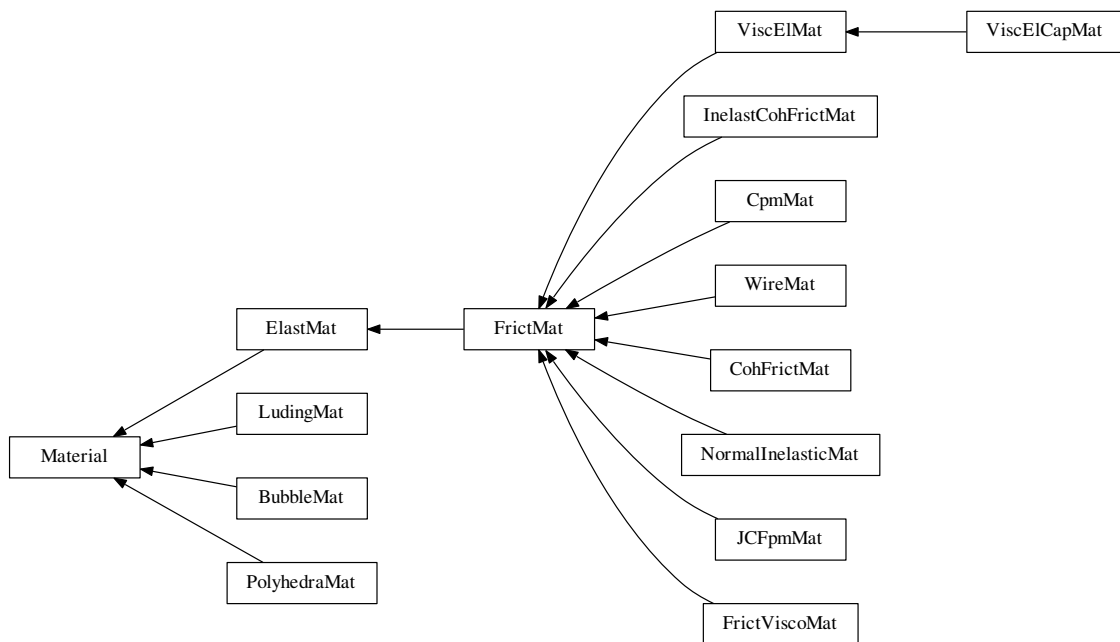 ViscElMat
ViscElCapMat
InelastCohFrictMat
CpmMat
WireMat
ElastMat
FrictMat
CohFrictMat
LudingMat
Material
NormalInelasticMat
BubbleMat
JCFpmMat
PolyhedraMat
FrictViscoMat